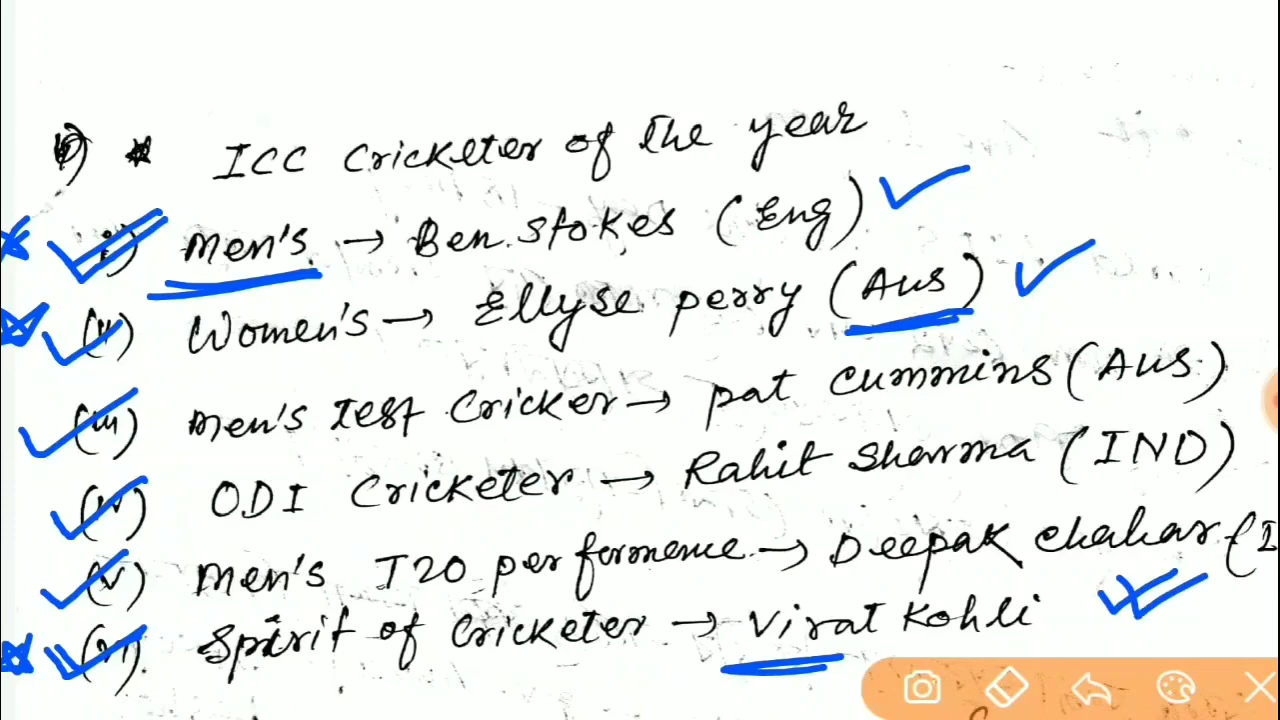 * ICC Cricketer of the year
i) Men's → Ben Stokes (Eng)
(ii) Women's → Ellyse perry (Aus)
(iii) Men's Test Cricker → pat cummins (Aus)
(iv) ODI Cricketer → Rahit Sharma (IND)
(v) Men's T20 performence → Deepak chahar (I
(vi) Spirit of Cricketer → Virat Kohli